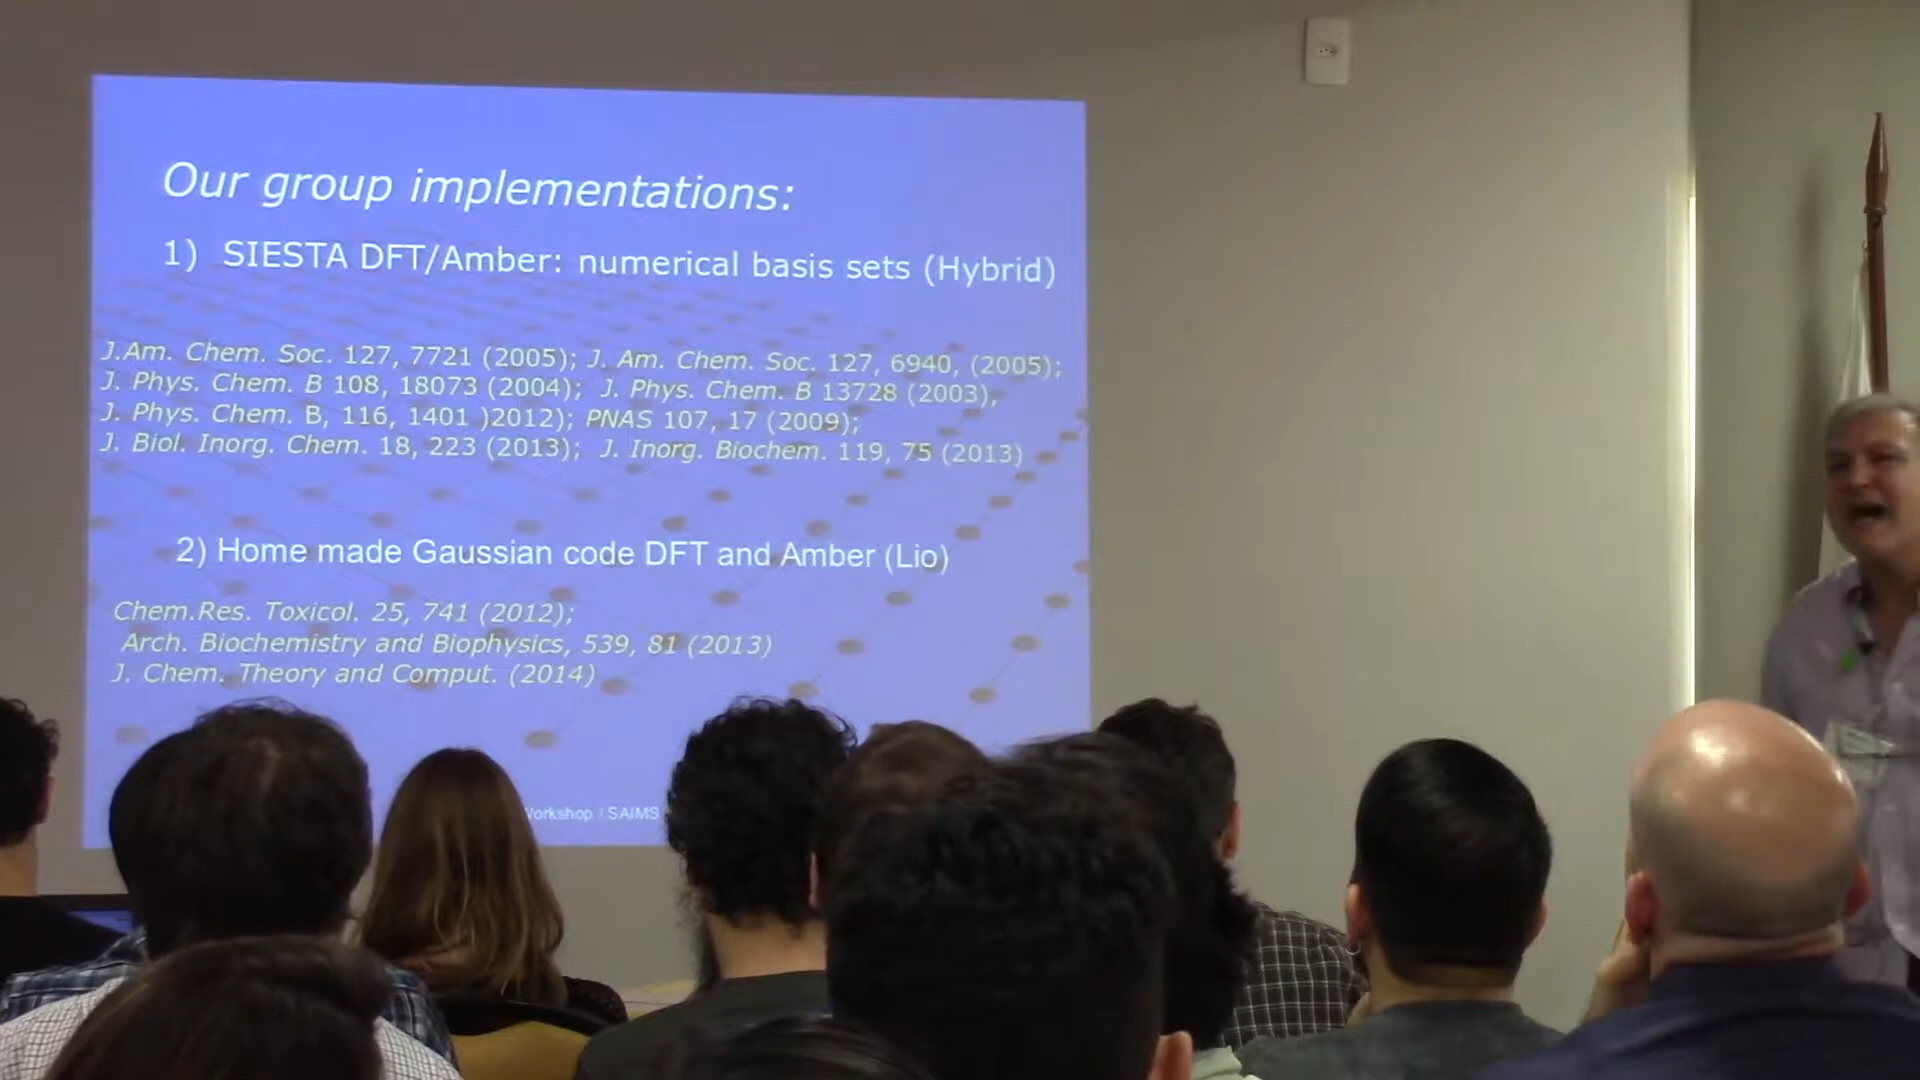 Our group implementations:
1) SIESTA DFT/Amber: numerical basis sets (Hybrid)
J.Am. Chem. Soc. 127, 7721 (2005); J. Am. Chem. Soc. 127, 6940, (2005);
J. Phys. Chem. B 108, 18073 (2004); J. Phys. Chem. B 13728 (2003),
J. Phys. Chem. B, 116, 1401 )2012); PNAS 107, 17 (2009);
J. Biol. Inorg. Chem. 18, 223 (2013); J. Inorg. Biochem. 119, 75 (2013)
2) Home made Gaussian code DFT and Amber (Lio)
Chem.Res. Toxicol. 25, 741 (2012);
Arch. Biochemistry and Biophysics, 539, 81 (2013)
J. Chem. Theory and Comput. (2014)
Workshop / SAIMS